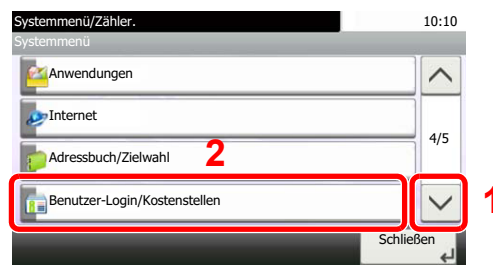 Systemmenü/Zähler. 10:10
Systemmenü
Anwendungen
Internet
4/5
Adressbuch/Zielwahl 2
Benutzer-Login/Kostenstellen
1
Schließen